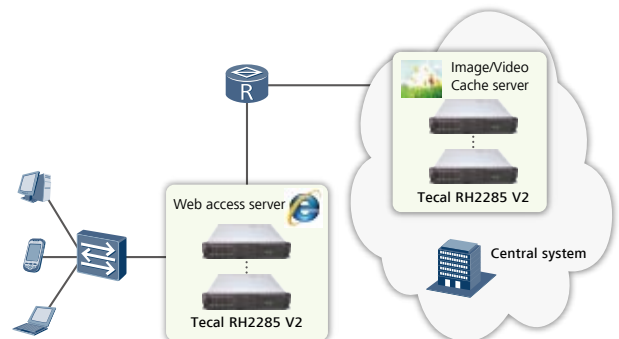 Image/Video
Cache server
R
Tecal RH2285 V2
Web access server
Central system
Tecal RH2285 V2